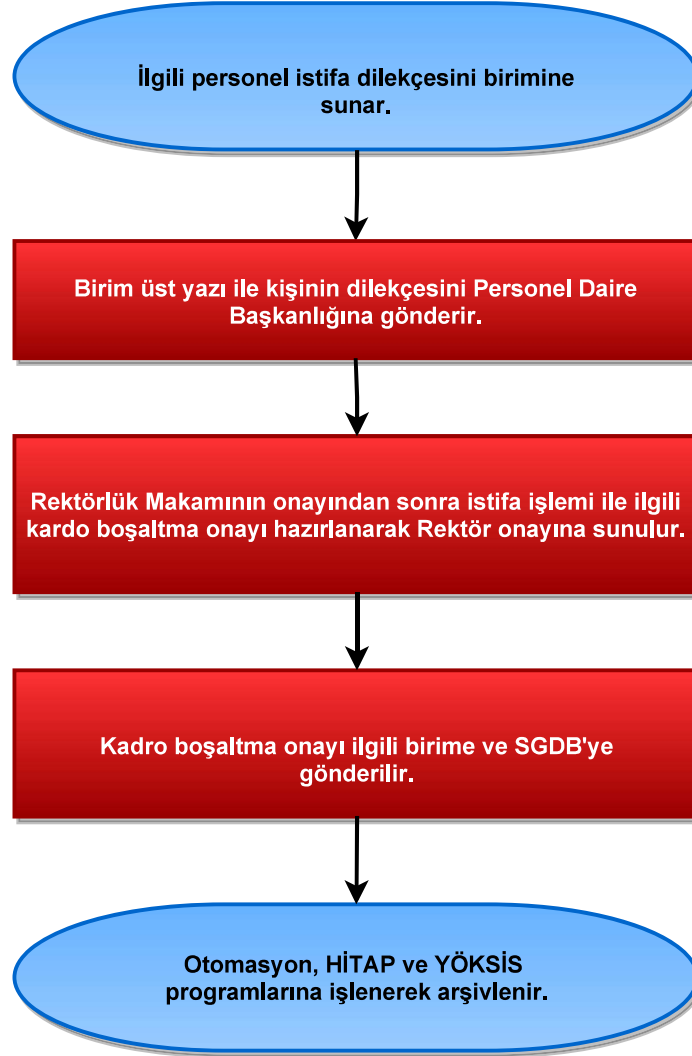 İlgili personel istifa dilekçesini birimine
sunar.
Birim üst yazı ile kişinin dilekçesini Personel Daire
Başkanlığına gönderir.
Rektörlük Makamının onayından sonra istifa işlemi ile ilgili
kardo boşaltma onayı hazırlanarak Rektör onayına sunulur.
Kadro boşaltma onayı ilgili birime ve SGDB'ye
gönderilir.
Otomasyon, HİTAP ve YÖKSİS
programlarına işlenerek arşivlenir.